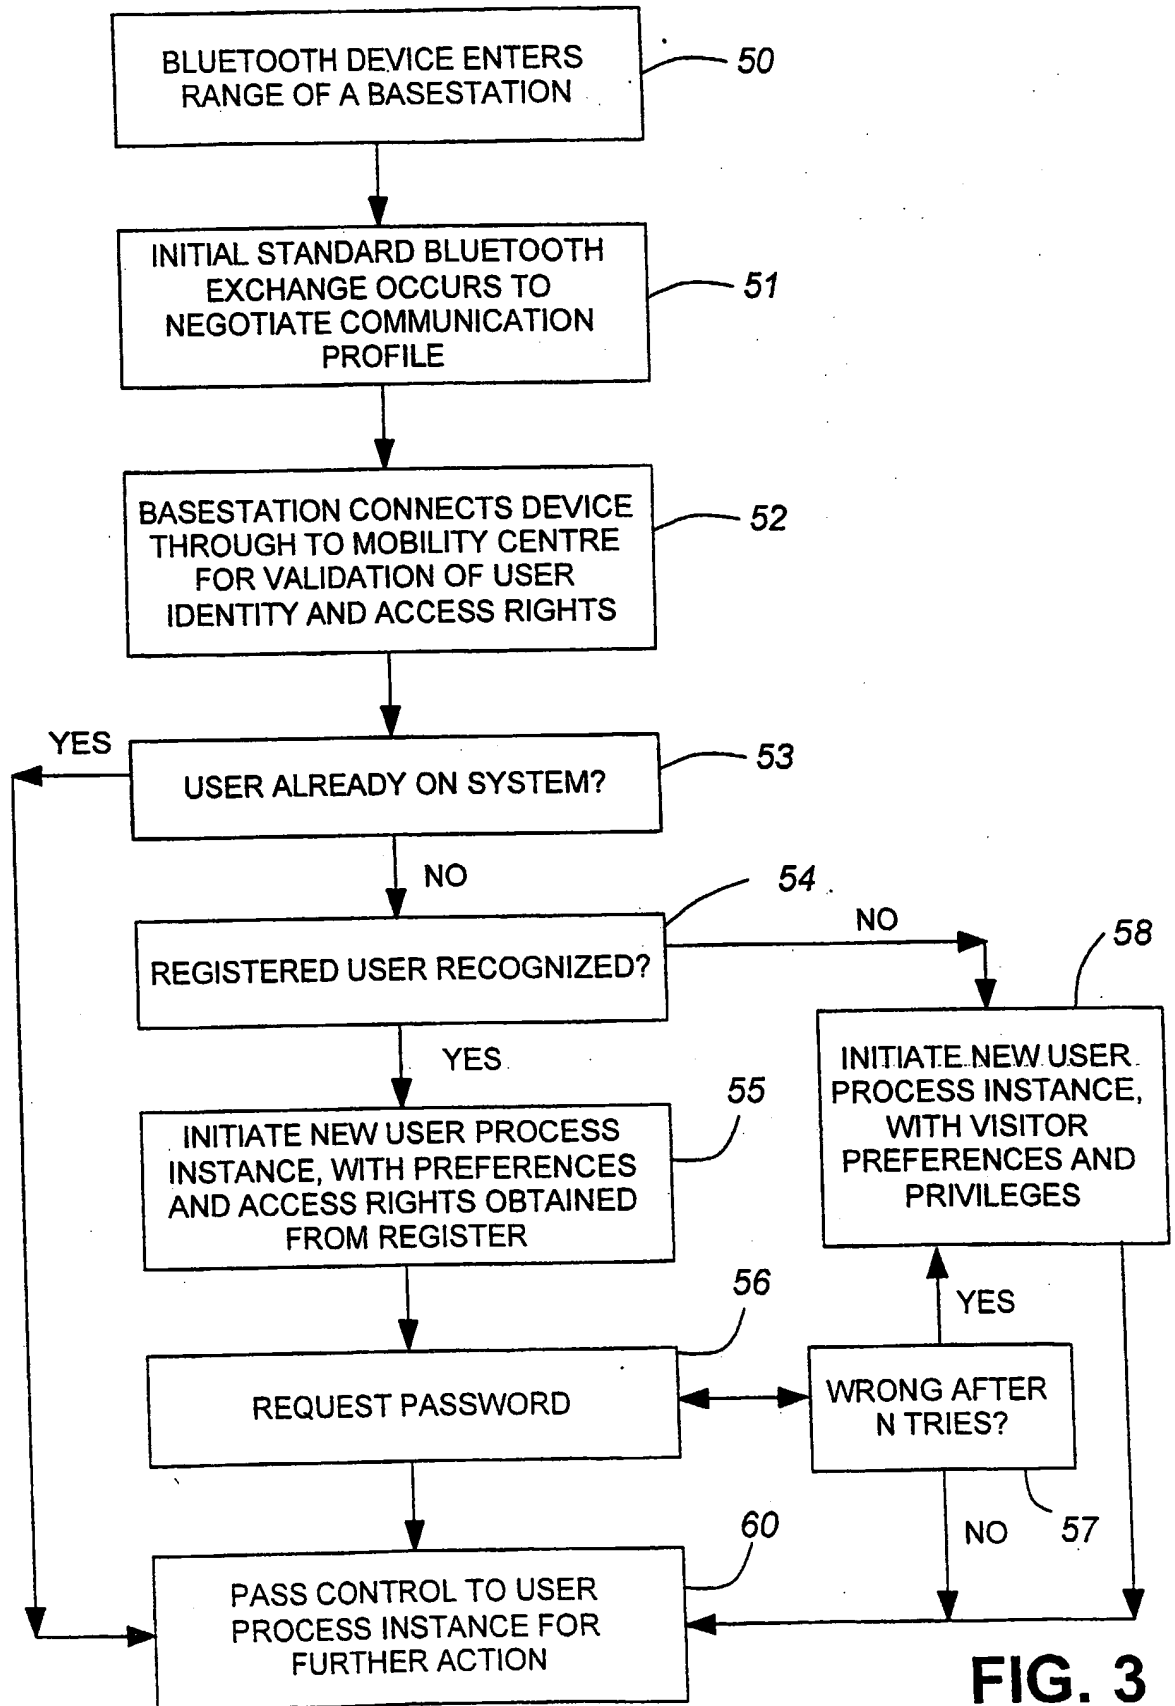 BLUETOOTH DEVICE ENTERS
RANGE OF A BASESTATION
50
INITIAL STANDARD BLUETOOTH
EXCHANGE OCCURS TO
NEGOTIATE COMMUNICATION
PROFILE
51
BASESTATION CONNECTS DEVICE
THROUGH TO MOBILITY CENTRE
FOR VALIDATION OF USER
IDENTITY AND ACCESS RIGHTS
52
YES
USER ALREADY ON SYSTEM?
53
NO
54
REGISTERED USER RECOGNIZED?
NO
58
YES
INITIATE NEW USER
PROCESS INSTANCE,
WITH VISITOR
PREFERENCES AND
PRIVILEGES
55
INITIATE NEW USER PROCESS
INSTANCE, WITH PREFERENCES
AND ACCESS RIGHTS OBTAINED
FROM REGISTER
56
YES
REQUEST PASSWORD
WRONG AFTER
N TRIES?
57
NO
60
PASS CONTROL TO USER
PROCESS INSTANCE FOR
FURTHER ACTION
FIG. 3